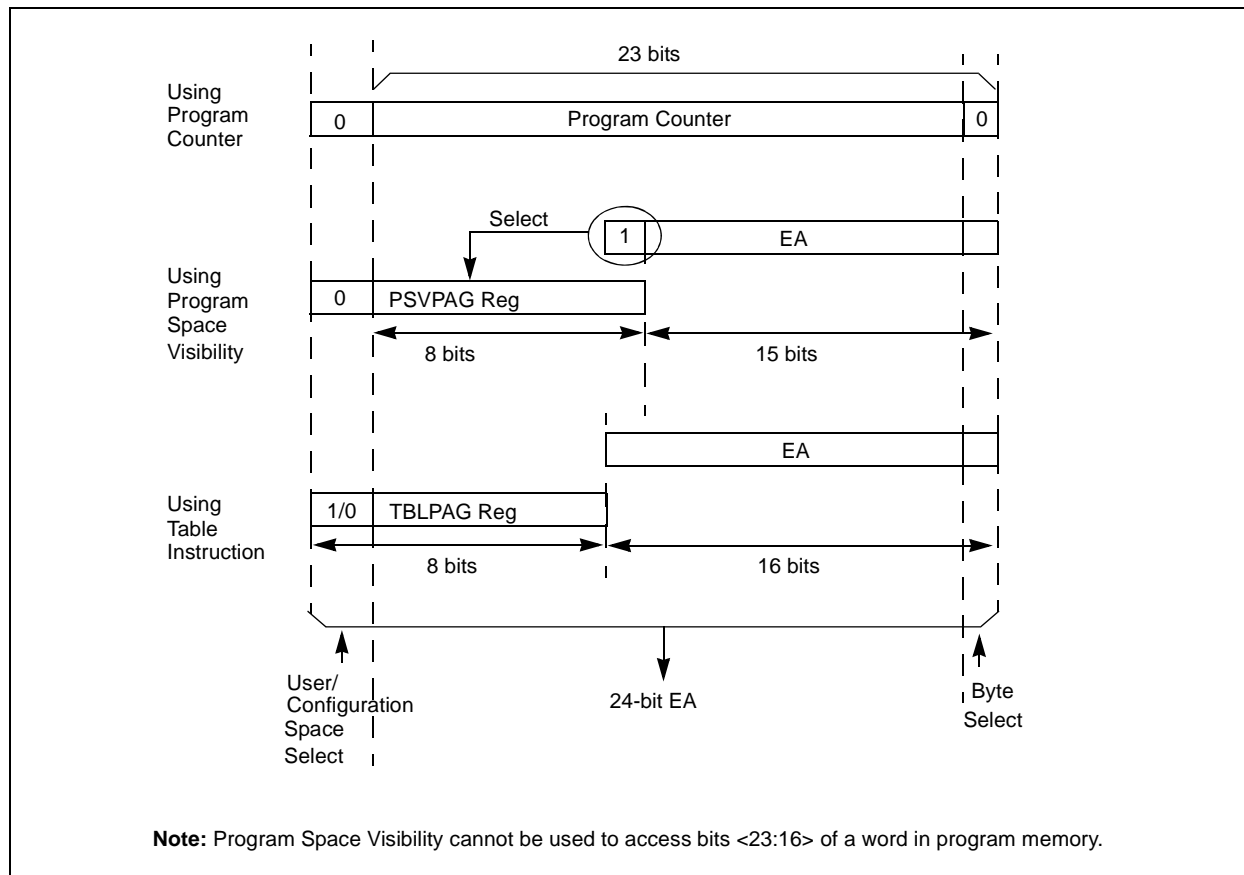 23 bits
Using
Program
Counter
0
Program Counter
0
Select
1
EA
Using
Program
Space
Visibility
0
PSVPAG Reg
8 bits
15 bits
EA
Using
Table
Instruction
1/0
TBLPAG Reg
8 bits
16 bits
User/
Configuration
Space
Select
24-bit EA
Byte
Select
Note: Program Space Visibility cannot be used to access bits <23:16> of a word in program memory.